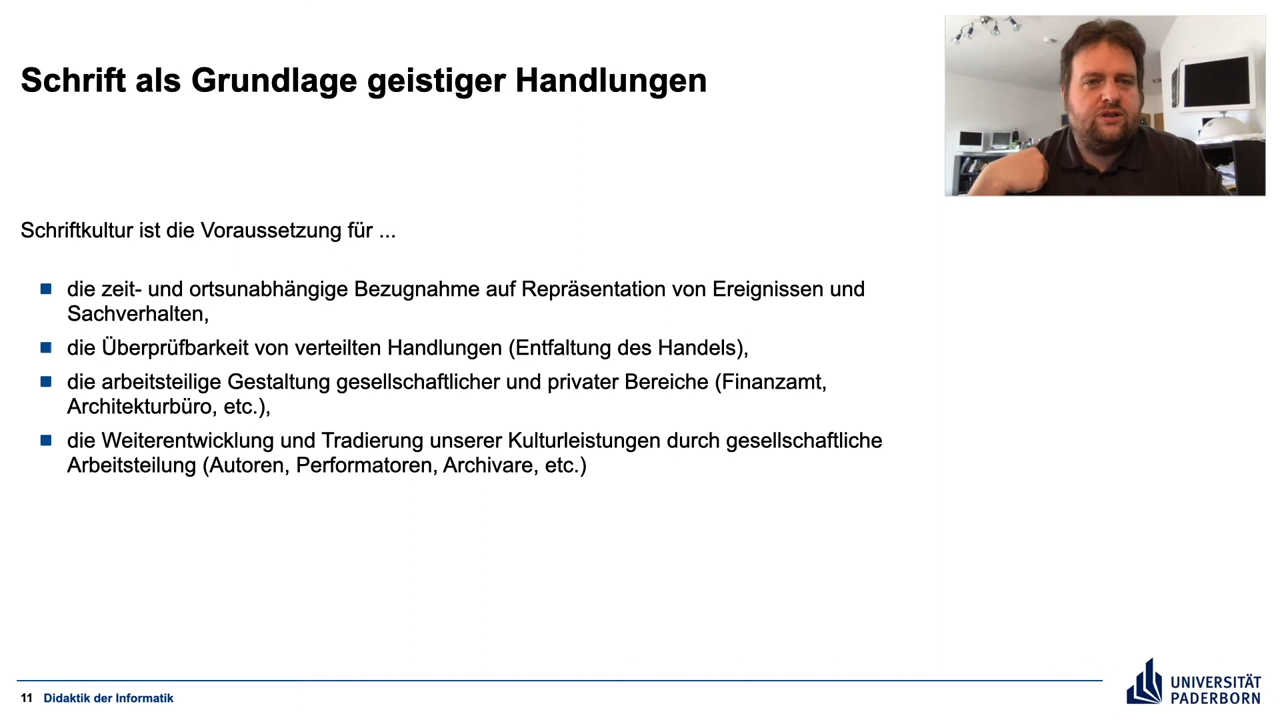 Schrift als Grundlage geistiger Handlungen
Schriftkultur ist die Voraussetzung für ...
die zeit- und ortsunabhängige Bezugnahme auf Repräsentation von Ereignissen und
Sachverhalten,
die Überprüfbarkeit von verteilten Handlungen (Entfaltung des Handels),
die arbeitsteilige Gestaltung gesellschaftlicher und privater Bereiche (Finanzamt,
Architekturbüro, etc.),
die Weiterentwicklung und Tradierung unserer Kulturleistungen durch gesellschaftliche
Arbeitsteilung (Autoren, Performatoren, Archivare, etc.)
11 Didaktik der Informatik
UNIVERSITÄT
PADERBORN